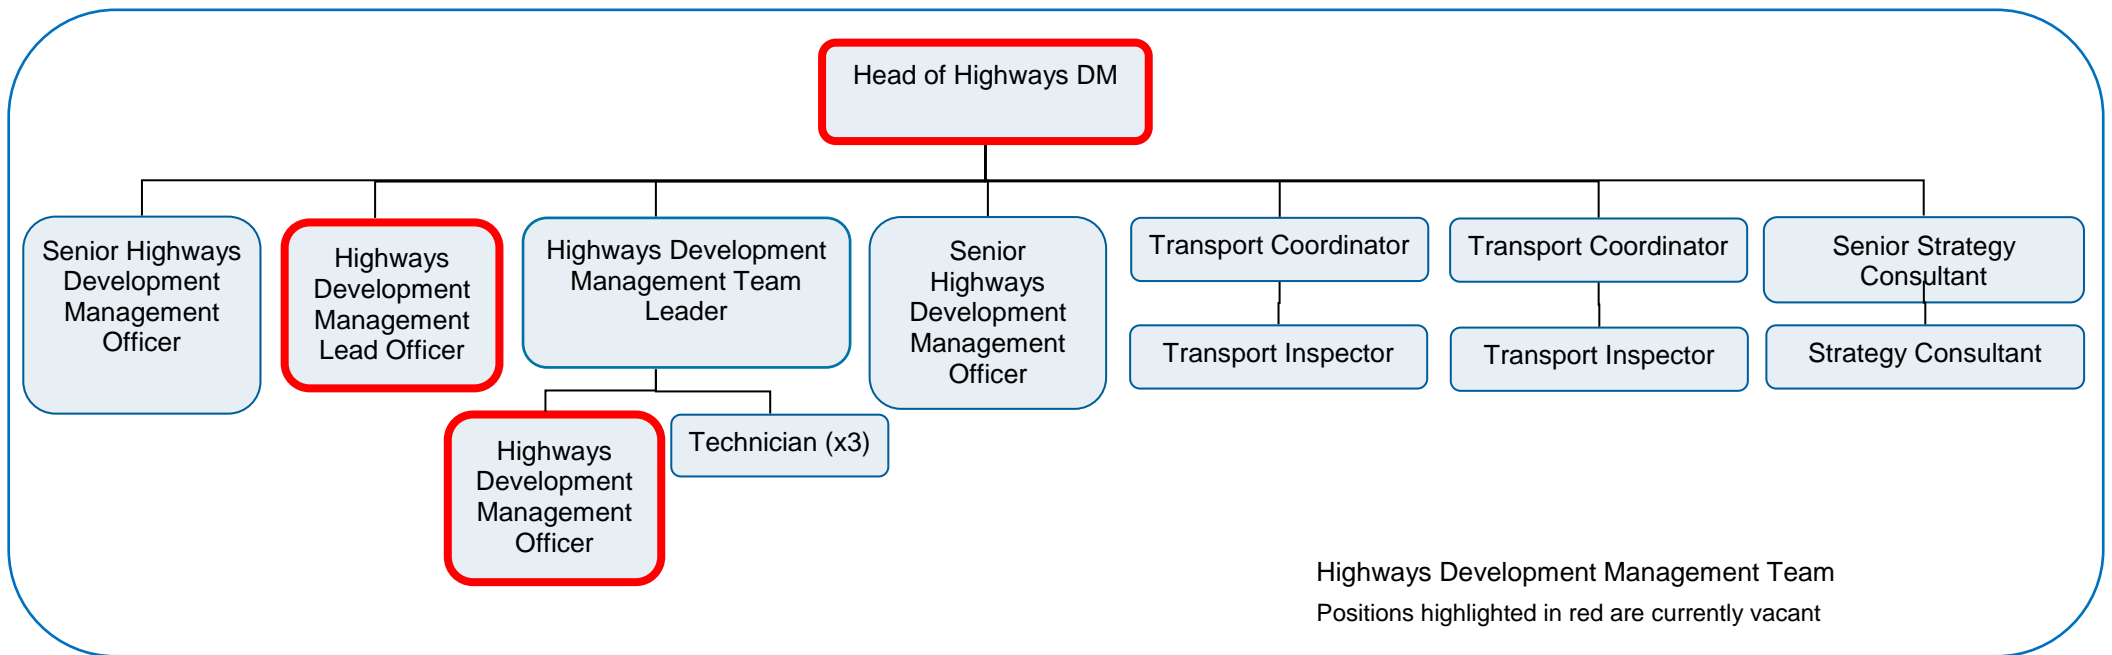 Head of Highways DM
Senior Highways
Development
Management
Officer
Highways
Development
Management
Lead Officer
Highways Development
Management Team
Leader
Senior
Highways
Development
Management
Officer
Transport Coordinator
Transport Coordinator
Senior Strategy
Consultant
Transport Inspector
Transport Inspector
Strategy Consultant
Highways
Development
Management
Officer
Technician (x3)
Highways Development Management Team
Positions highlighted in red are currently vacant